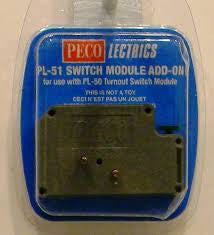 PECO LECTRICS
PL-51 SWITCH MODULE ADD-ON
for use with PL-50 Turnout Switch Module
THIS IS NOT A TOY
CECI N'EST PAS UN JOUET